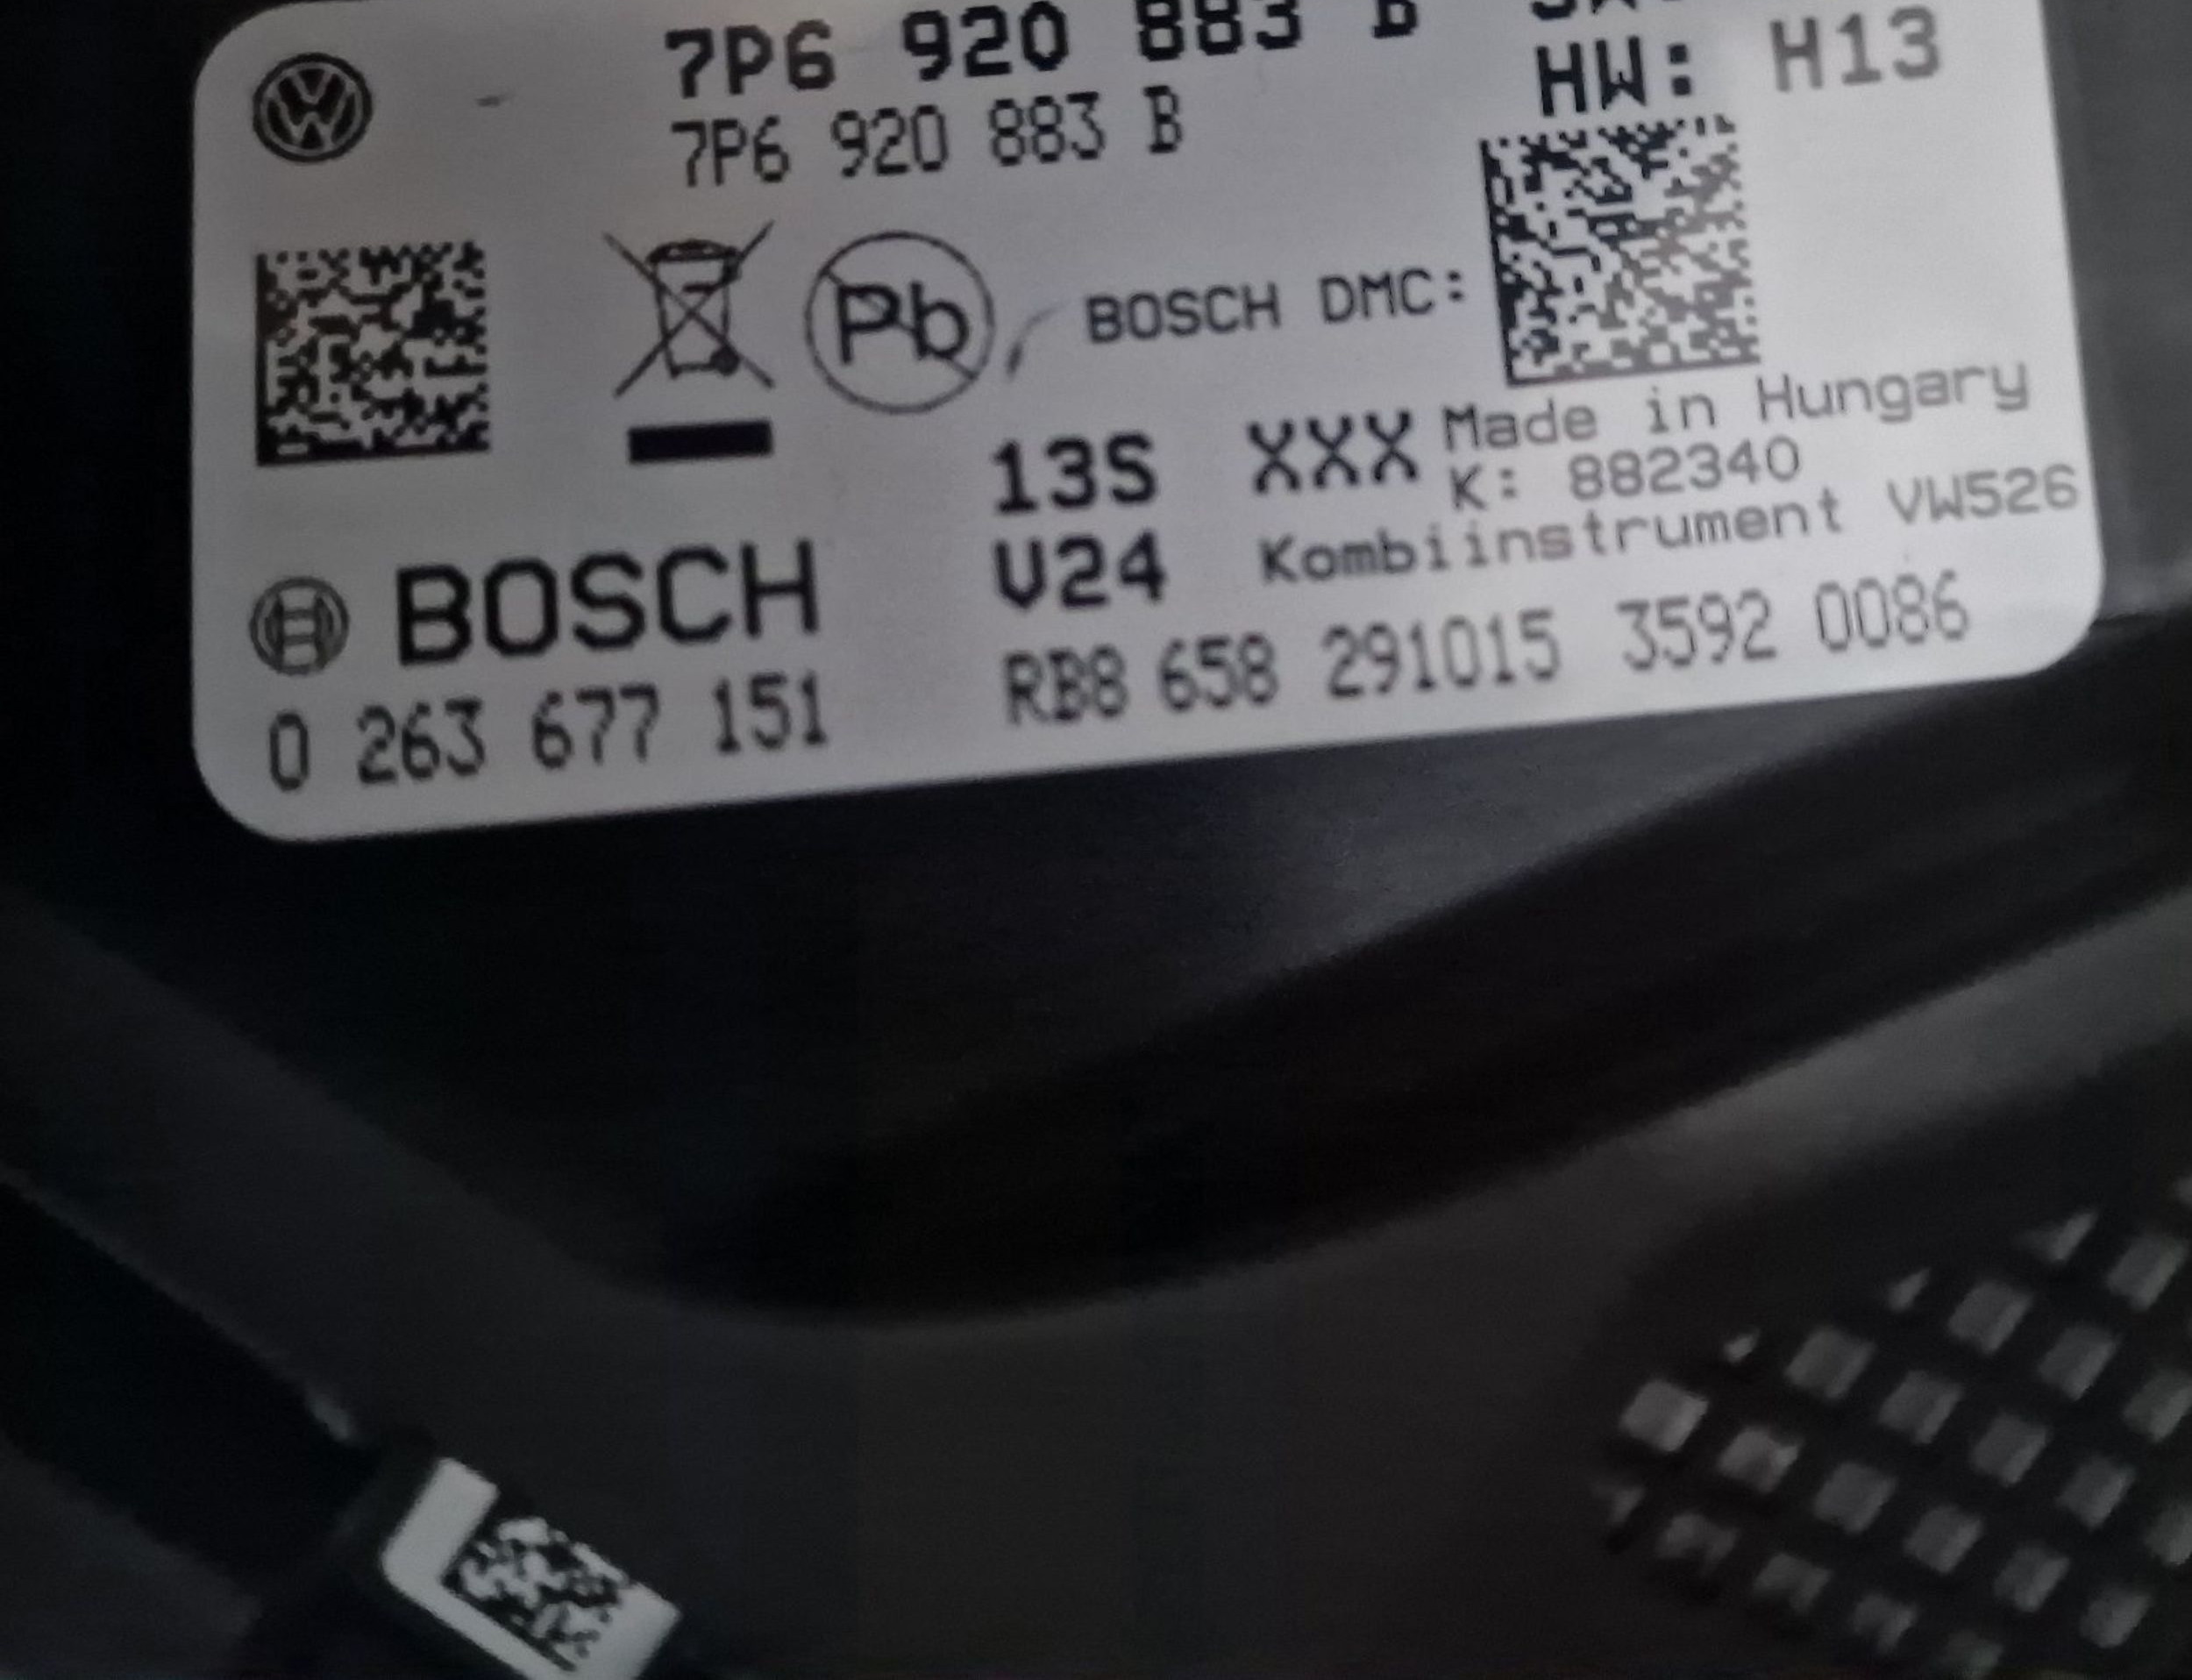 7P6 920 883 B
HW: H13
7P6 920 883 B
Pb
BOSCH DMC:
13S XXX
Made in Hungary
K: 882340
V24
Kombiinstrument VW526
BOSCH
0 263 677 151
RB8 658 291015 3592 0086